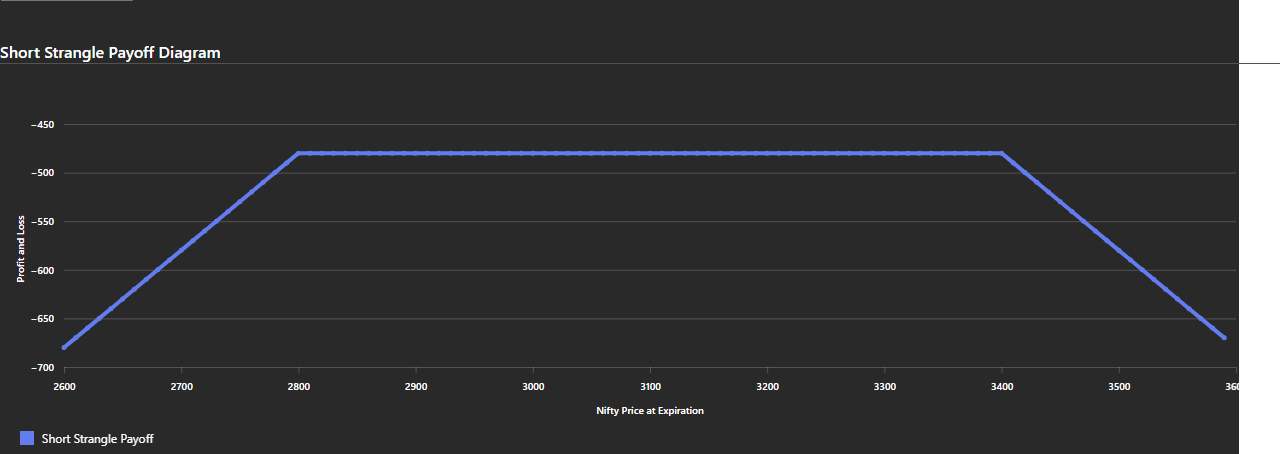 Short Strangle Payoff Diagram
−450
−500
−550
−600
−650
−700
Profit and Loss
2600 2700 2800 2900 3000 3100 3200 3300 3400 3500 360
Nifty Price at Expiration
Short Strangle Payoff